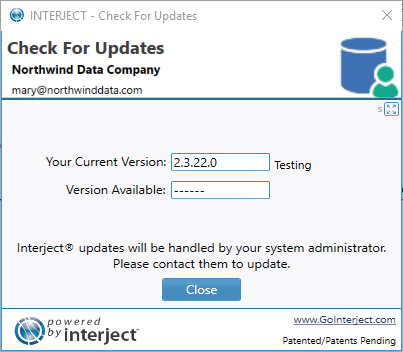 INTERJECT - Check For Updates
Check For Updates
Northwind Data Company
mary@northwinddata.com
s
Your Current Version: 2.3.22.0 Testing
Version Available: ------
Interject® updates will be handled by your system administrator.
Please contact them to update.
Close
powered by interject™
www.GoInterject.com
Patented/Patents Pending